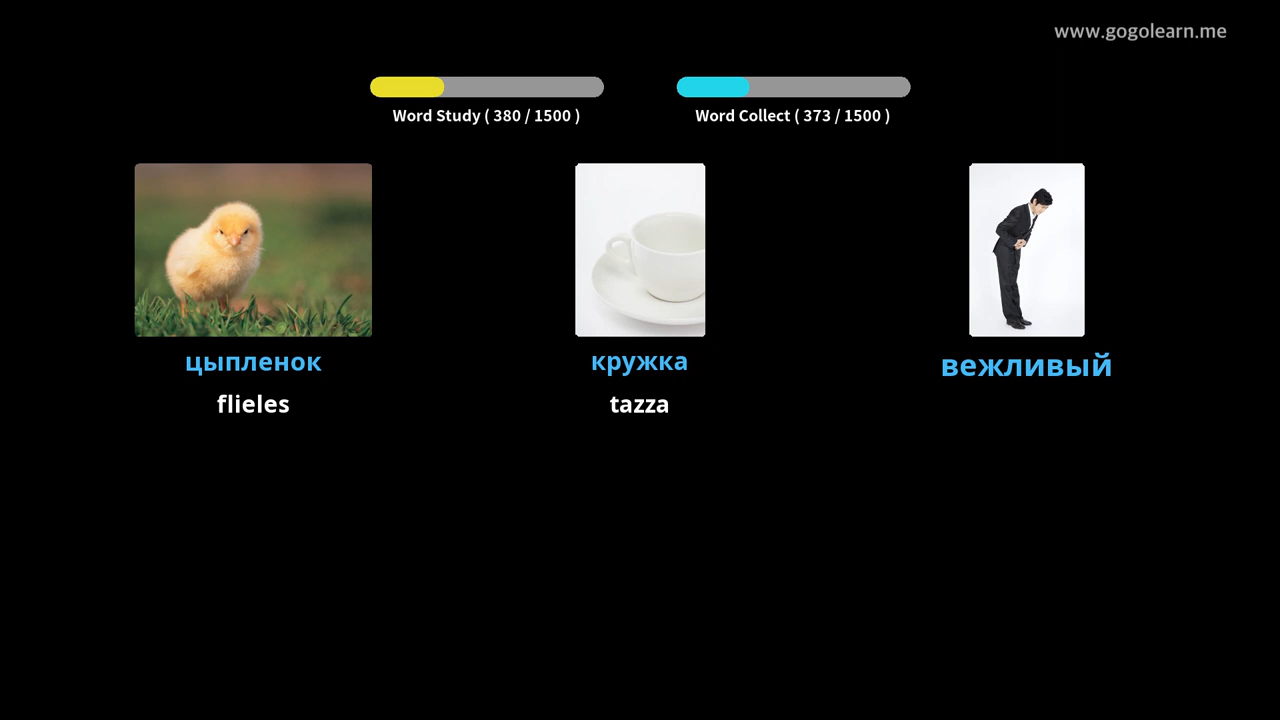 www.gogolearn.me
Word Study ( 380 / 1500 )
Word Collect ( 373 / 1500 )
цыпленок
кружка
вежливый
flieles
tazza